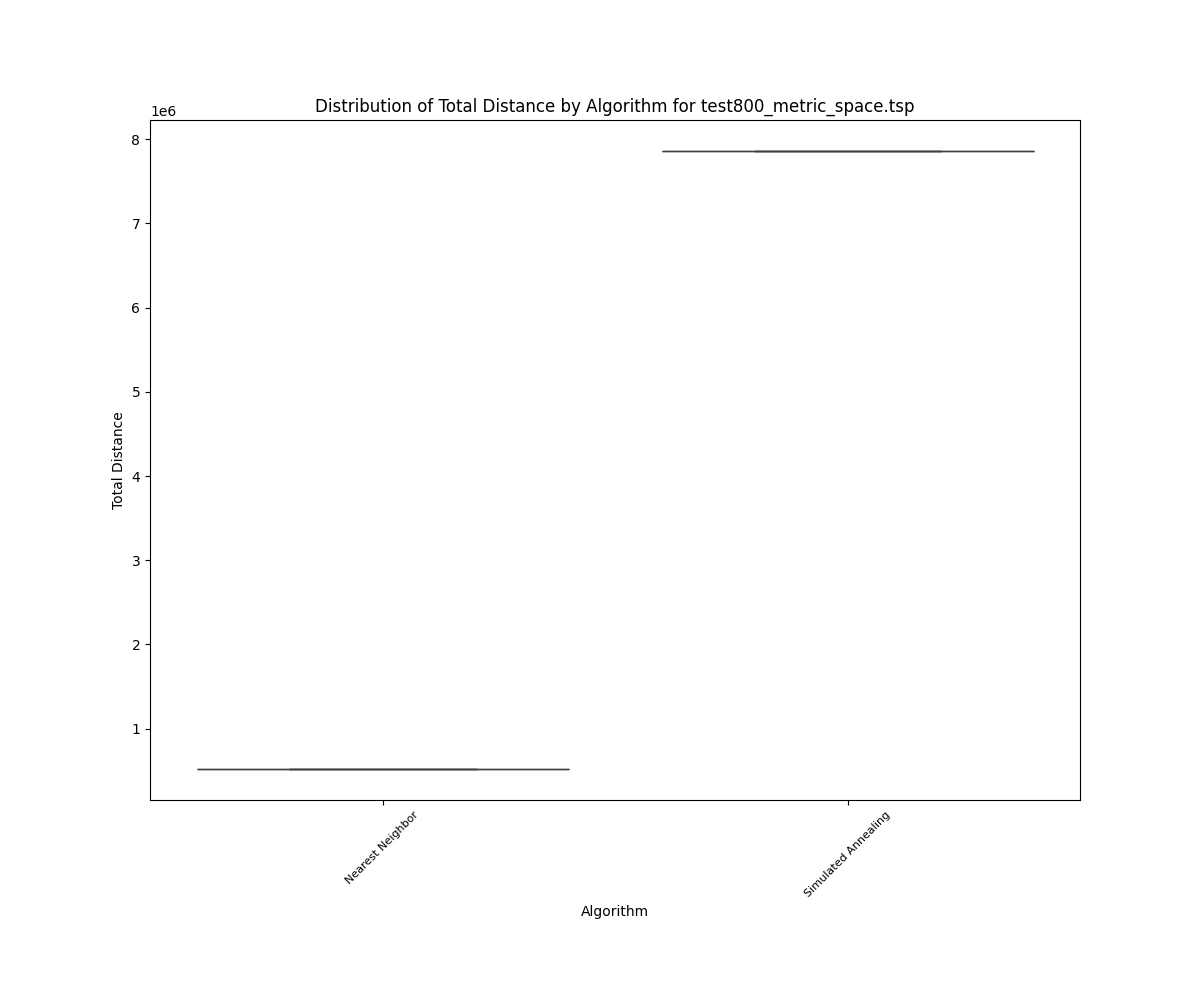 Distribution of Total Distance by Algorithm for test800_metric_space.tsp
1e6
8
7
6
5
4
3
2
1
Total Distance
Nearest Neighbor
Simulated Annealing
Algorithm